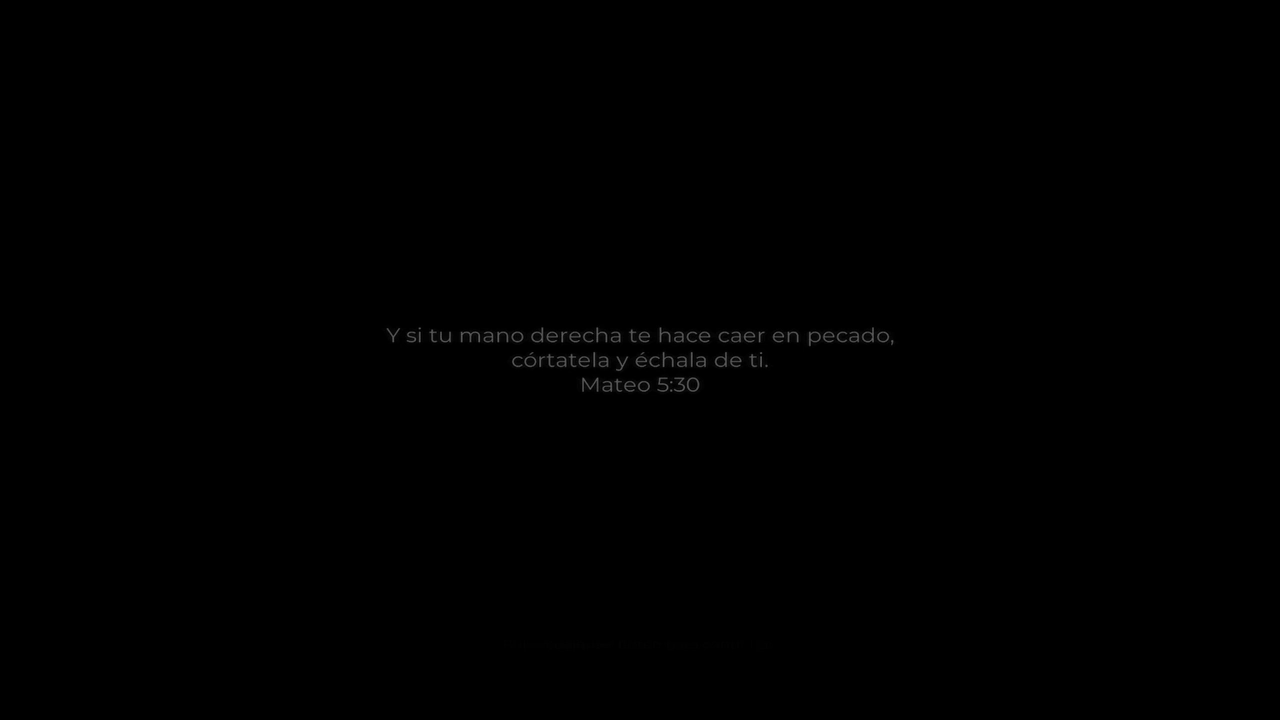 Y si tu mano derecha te hace caer en pecado,
córtatela y échala de ti.
Mateo 5:30